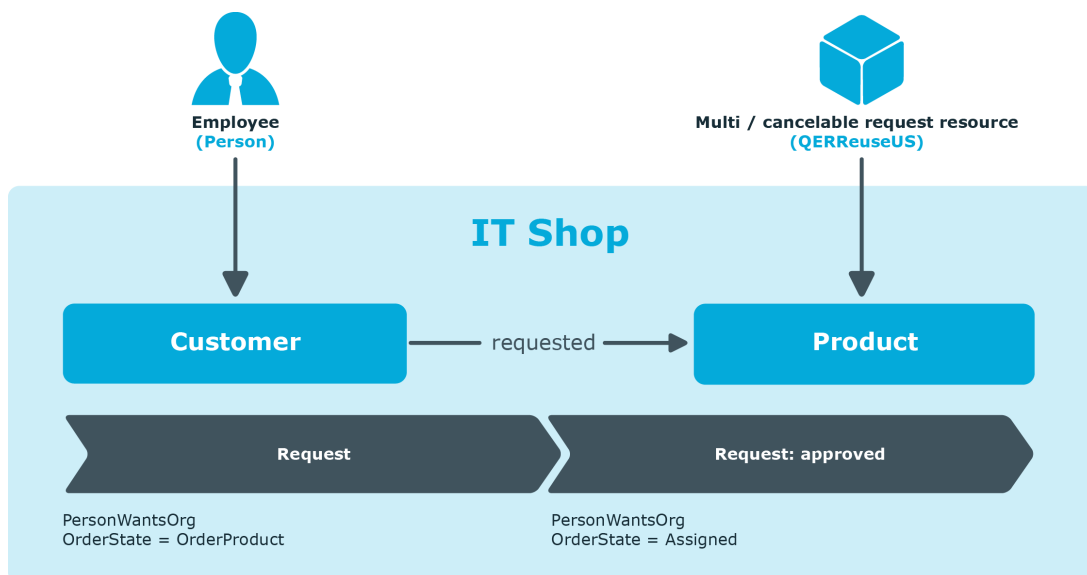 Employee
(Person)
Multi / cancelable request resource
(QERReuseUS)
IT Shop
Customer
requested
Product
Request
Request: approved
PersonWantsOrg
OrderState = OrderProduct
PersonWantsOrg
OrderState = Assigned